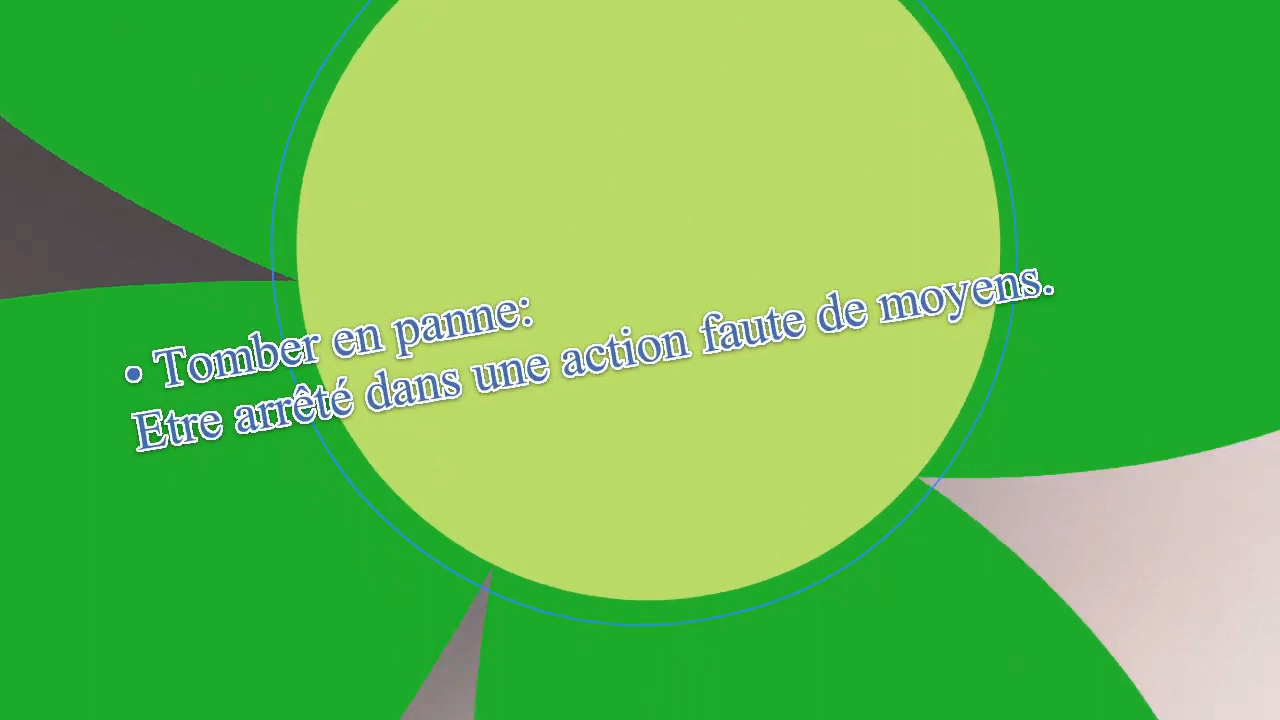 • Tomber en panne:
Etre arrêté dans une action faute de moyens.